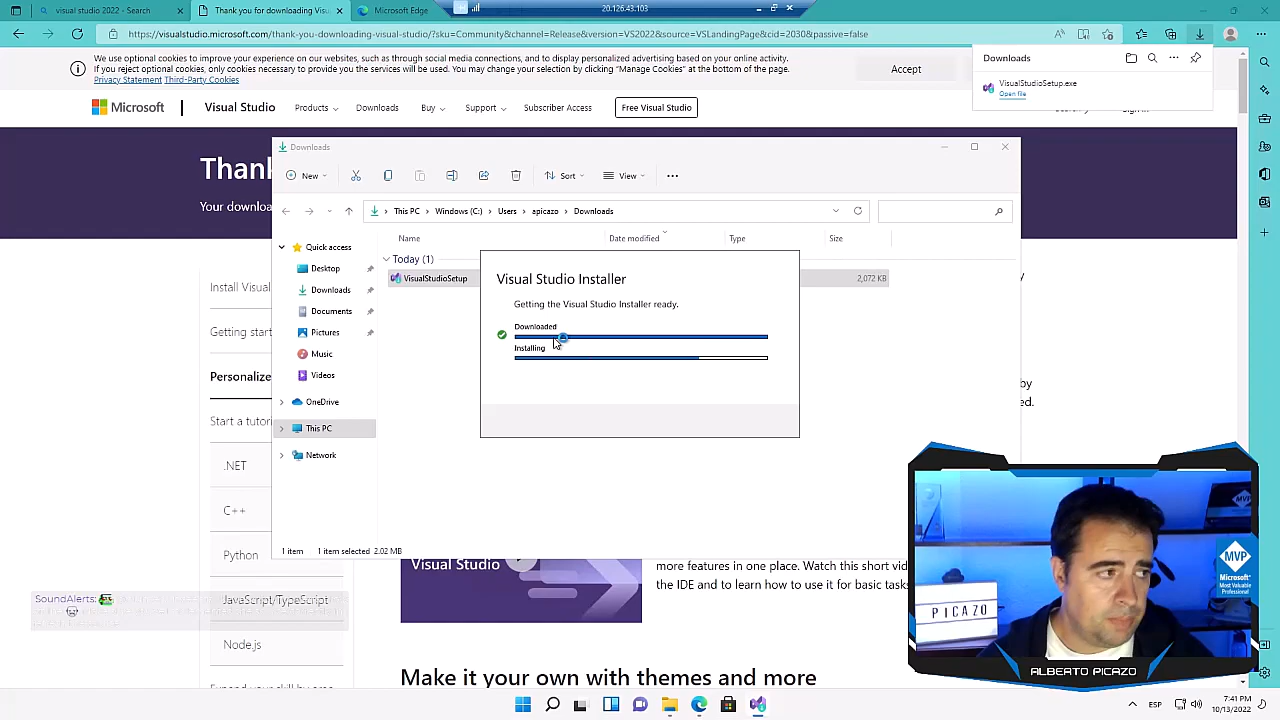 visual studio 2022 - Search
Thank you for downloading Visu
Microsoft Edge
20.126.43.103
https://visualstudio.microsoft.com/thank-you-downloading-visual-studio/?sku=Community&channel=Release&version=VS2022&source=VSLandingPage&cid=2030&passive=false
We use optional cookies to improve your experience on our websites, such as through social media connections, and to display personalized advertising based on your online activity.
If you reject optional cookies, only cookies necessary to provide you the services will be used. You may change your selection by clicking "Manage Cookies" at the bottom of the page.
Privacy Statement Third-Party Cookies
Accept
Downloads
VisualStudioSetup.exe
Open file
Microsoft
Visual Studio
Products
Downloads
Buy
Support
Subscriber Access
Free Visual Studio
Thank
Your downloa
Downloads
New
Sort
View
This PC
Windows (C:)
Users
apicazo
Downloads
Name
Date modified
Type
Size
Quick access
Desktop
Downloads
Documents
Pictures
Music
Videos
OneDrive
This PC
Network
Today (1)
VisualStudioSetup
2,072 KB
Visual Studio Installer
Getting the Visual Studio Installer ready.
Downloaded
Installing
1 item
1 item selected 2.02 MB
Install Visual
Getting start
Personalize
Start a tutor
.NET
C++
Python
JavaScript/TypeScript
Node.js
SoundAlerts:
by
ed.
Visual Studio
more features in one place. Watch this short vid
the IDE and to learn how to use it for basic tasks
Make it your own with themes and more
PICAZO
MVP
MVP
Microsoft
Most Valuable
Professional
ALBERTO PICAZO
ESP
7:41 PM
10/13/2022